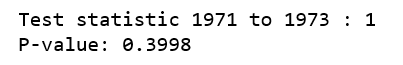 Test statistic 1971 to 1973 : 1
P-value: 0.3998